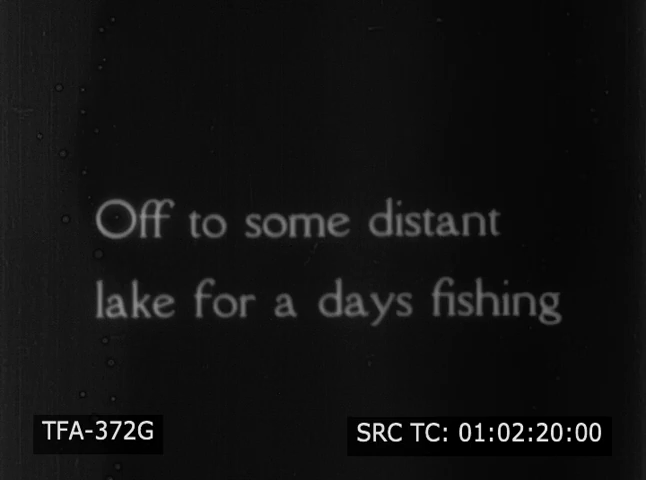 Off to some distant
lake for a days fishing
TFA-372G
SRC TC: 01:02:20:00